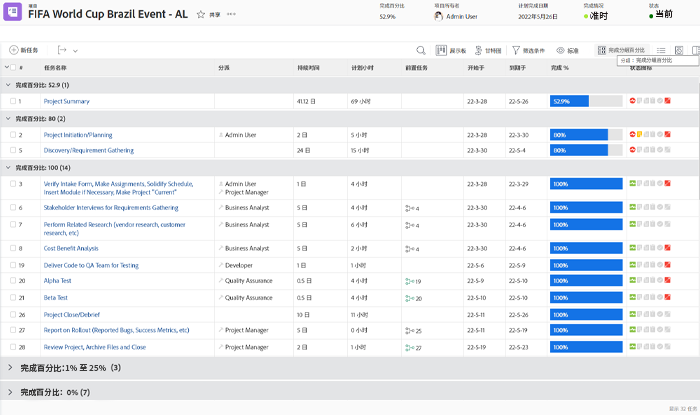 项目
FIFA World Cup Brazil Event - AL
共享
完成百分比
52.9%
项目所有者
Admin User
计划完成日期
2022年5月26日
完成情况
准时
状态
当前
新任务
展示板
甘特图
筛选条件
标准
完成分组百分比
分组：完成分组百分比
# 任务名称 分派 持续时间 计划小时 前置任务 开始于 到期于 完成 % 状态图标
完成百分比: 52.9 (1)
1 Project Summary 41.12 日 69 小时 22-3-28 22-5-26 52.9%
完成百分比: 80 (2)
2 Project Initiation/Planning Admin User 2 日 5 小时 22-3-28 22-3-30 80%
5 Discovery/Requirement Gathering 24 日 15 小时 22-3-30 22-5-4 80%
完成百分比: 100 (14)
3 Verify Intake Form, Make Assignments, Solidify Schedule, Admin User 1 日 4 小时 22-3-28 22-3-29 100%
Insert Module if Necessary, Make Project "Current" Project Manager
6 Stakeholder Interviews for Requirements Gathering Business Analyst 5 日 4 小时 4 22-3-30 22-4-6 100%
7 Perform Related Research (vendor research, customer Business Analyst 5 日 6 小时 4 22-3-30 22-4-6 100%
research, etc)
8 Cost Benefit Analysis Business Analyst 5 日 2 小时 4 22-3-30 22-4-6 100%
19 Deliver Code to QA Team for Testing Developer 1 日 1 小时 22-5-6 22-5-9 100%
20 Alpha Test Quality Assurance 0.5 日 4 小时 19 22-5-9 22-5-10 100%
21 Beta Test Quality Assurance 0.5 日 4 小时 20 22-5-10 22-5-10 100%
26 Project Close/Debrief 10 日 11 小时 22-5-11 22-5-26 100%
27 Report on Rollout (Reported Bugs, Success Metrics, etc) Project Manager 5 日 0 小时 25 22-5-11 22-5-19 100%
28 Review Project, Archive Files and Close Project Manager 2 日 1 小时 27 22-5-19 22-5-23 100%
完成百分比:1% 至 25%（3）
完成百分比：0% (7)
显示 32 任务